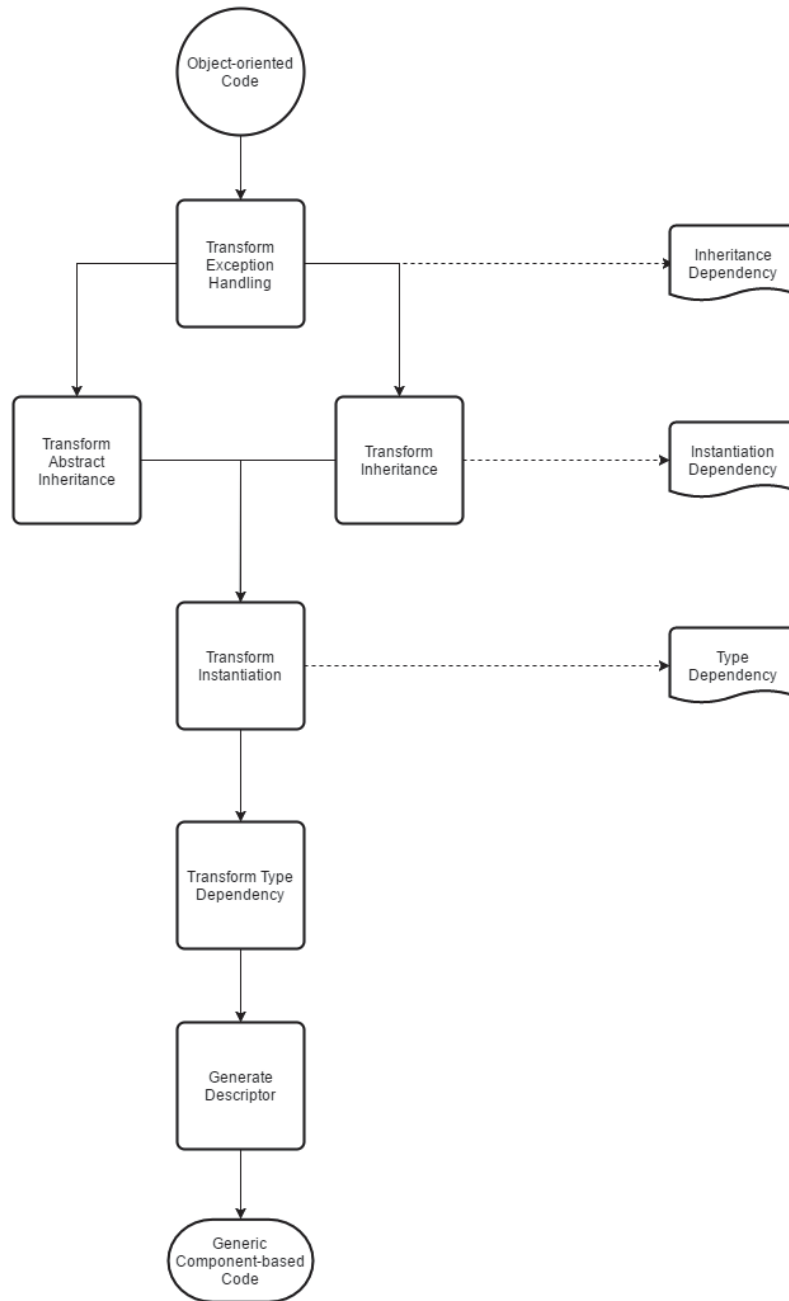 Object-oriented
Code
Transform
Exception
Handling
Inheritance
Dependency
Transform
Abstract
Inheritance
Transform
Inheritance
Instantiation
Dependency
Transform
Instantiation
Type
Dependency
Transform Type
Dependency
Generate
Descriptor
Generic
Component-based
Code